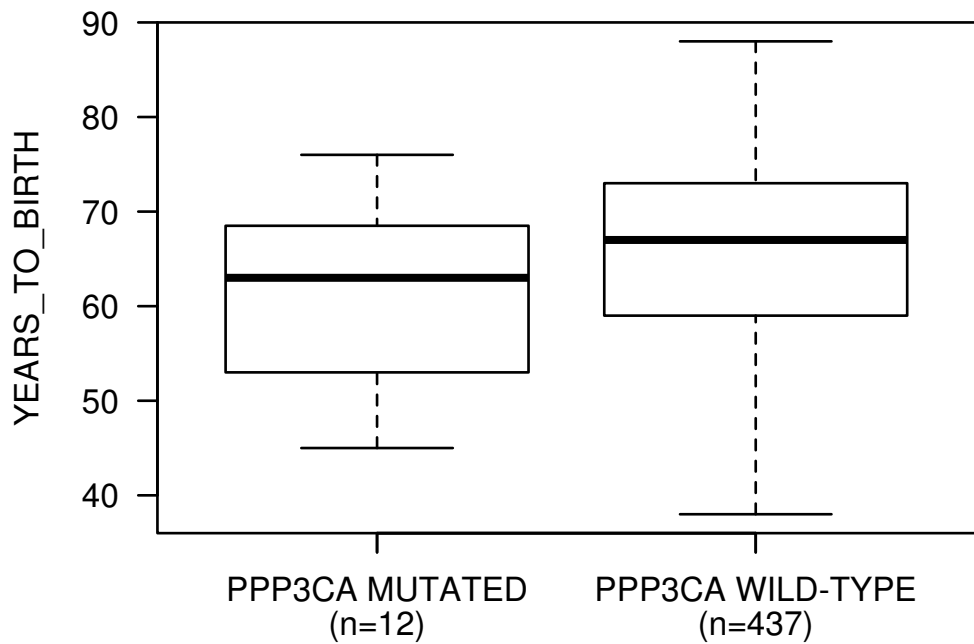 YEARS_TO_BIRTH
90
80
70
60
50
40
PPP3CA MUTATED
(n=12)
PPP3CA WILD-TYPE
(n=437)